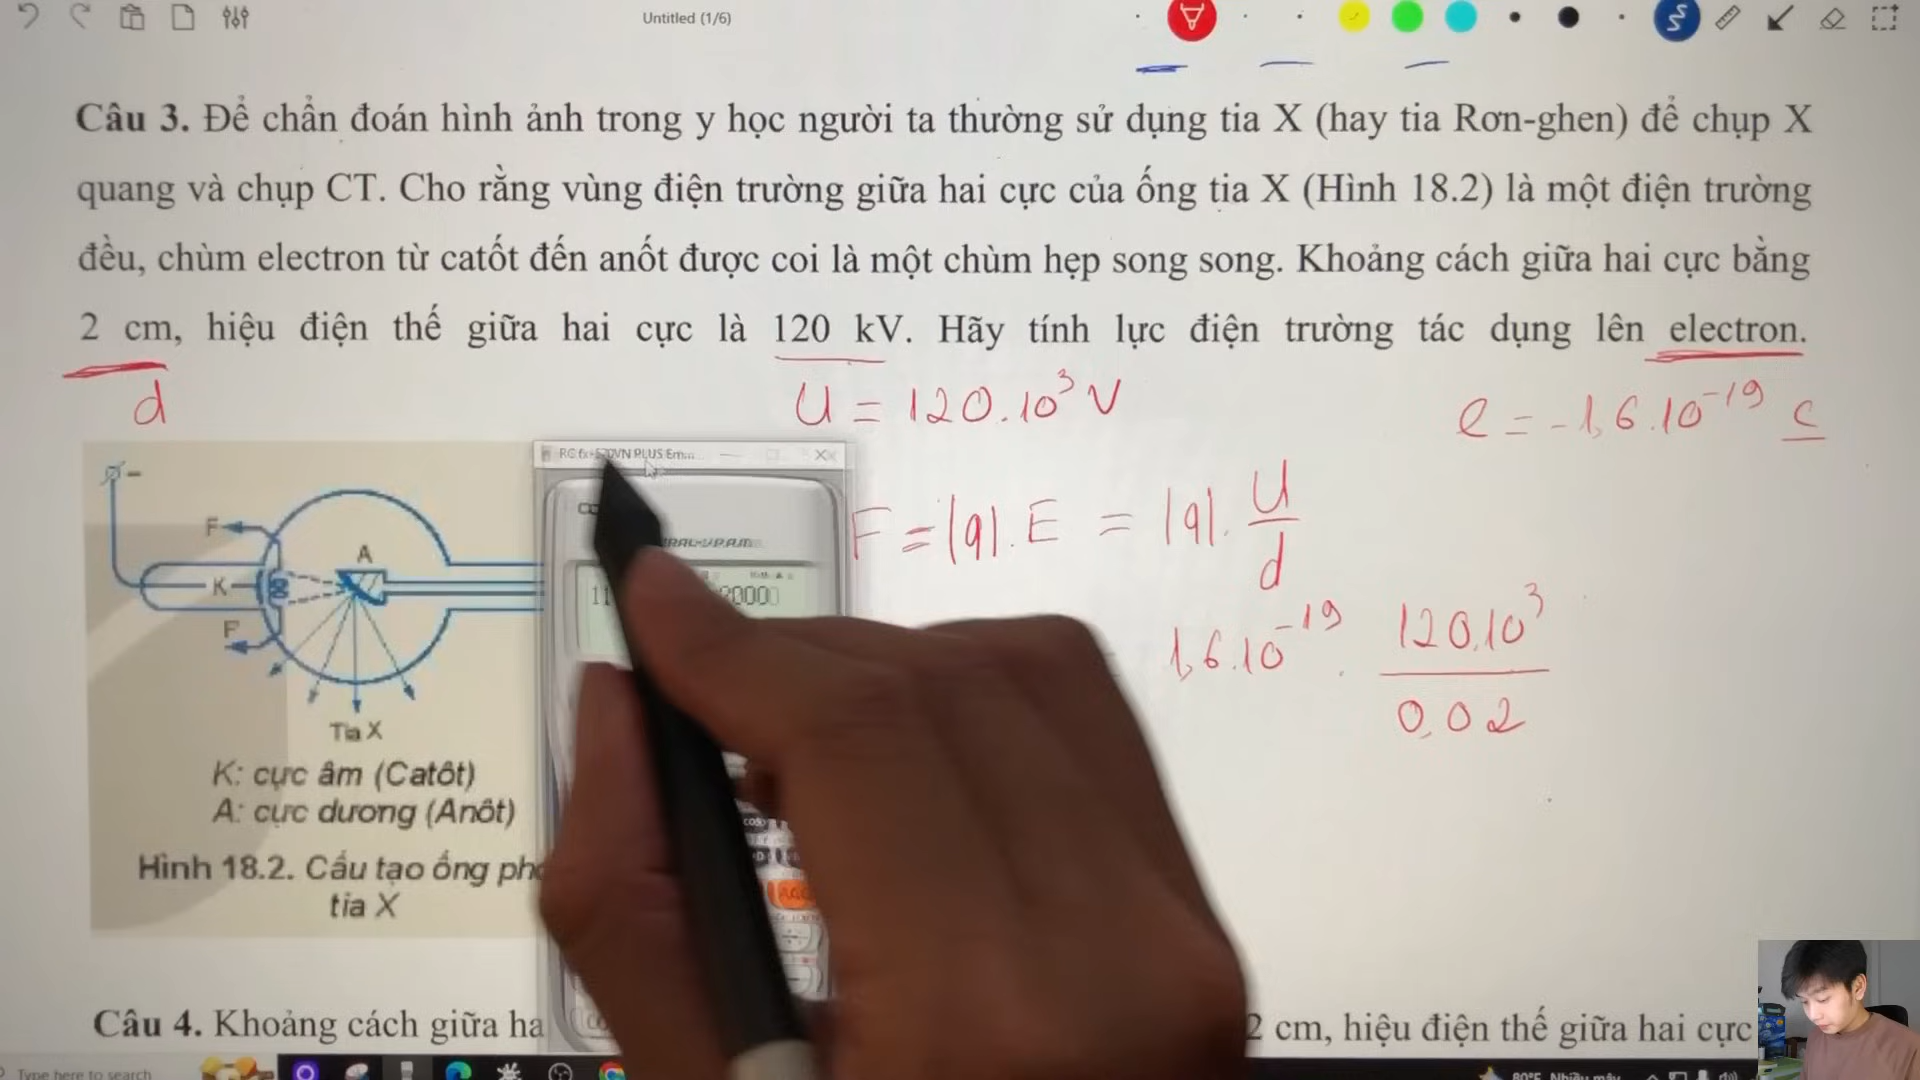 Untitled (1/6)
Câu 3. Để chẩn đoán hình ảnh trong y học người ta thường sử dụng tia X (hay tia Rơn-ghen) để chụp X
quang và chụp CT. Cho rằng vùng điện trường giữa hai cực của ống tia X (Hình 18.2) là một điện trường
đều, chùm electron từ catốt đến anốt được coi là một chùm hẹp song song. Khoảng cách giữa hai cực bằng
2 cm, hiệu điện thế giữa hai cực là 120 kV. Hãy tính lực điện trường tác dụng lên electron.
d
U = 120.10³ V
e = -1,6.10⁻¹⁹ C
F = |q|.E = |q|.U/d
1,6.10⁻¹⁹ . 120.10³/0,02
F
A
K
F
Tia X
K: cực âm (Catôt)
A: cực dương (Anôt)
Hình 18.2. Cấu tạo ống
tia X
Câu 4. Khoảng cách giữa 2 cm, hiệu điện thế giữa hai cực
Type here to search
80°F